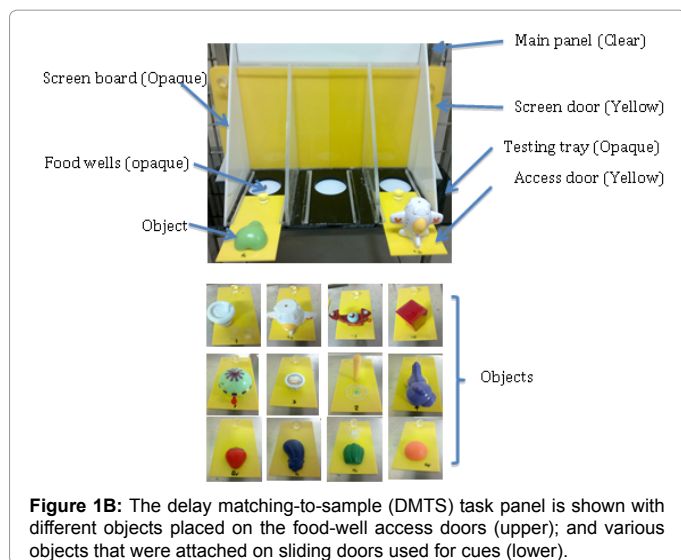 Main panel (Clear)
Screen board (Opaque)
Screen door (Yellow)
Testing tray (Opaque)
Food wells (opaque)
Access door (Yellow)
Object
Objects
Figure 1B: The delay matching-to-sample (DMTS) task panel is shown with
different objects placed on the food-well access doors (upper); and various
objects that were attached on sliding doors used for cues (lower).